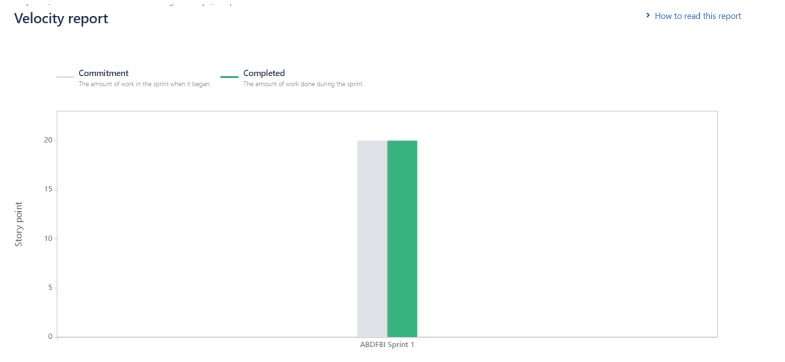 Velocity report
How to read this report
Commitment
The amount of work in the sprint when it began.
Completed
The amount of work done during the sprint.
20
15
10
5
0
Story point
ABDFBI Sprint 1